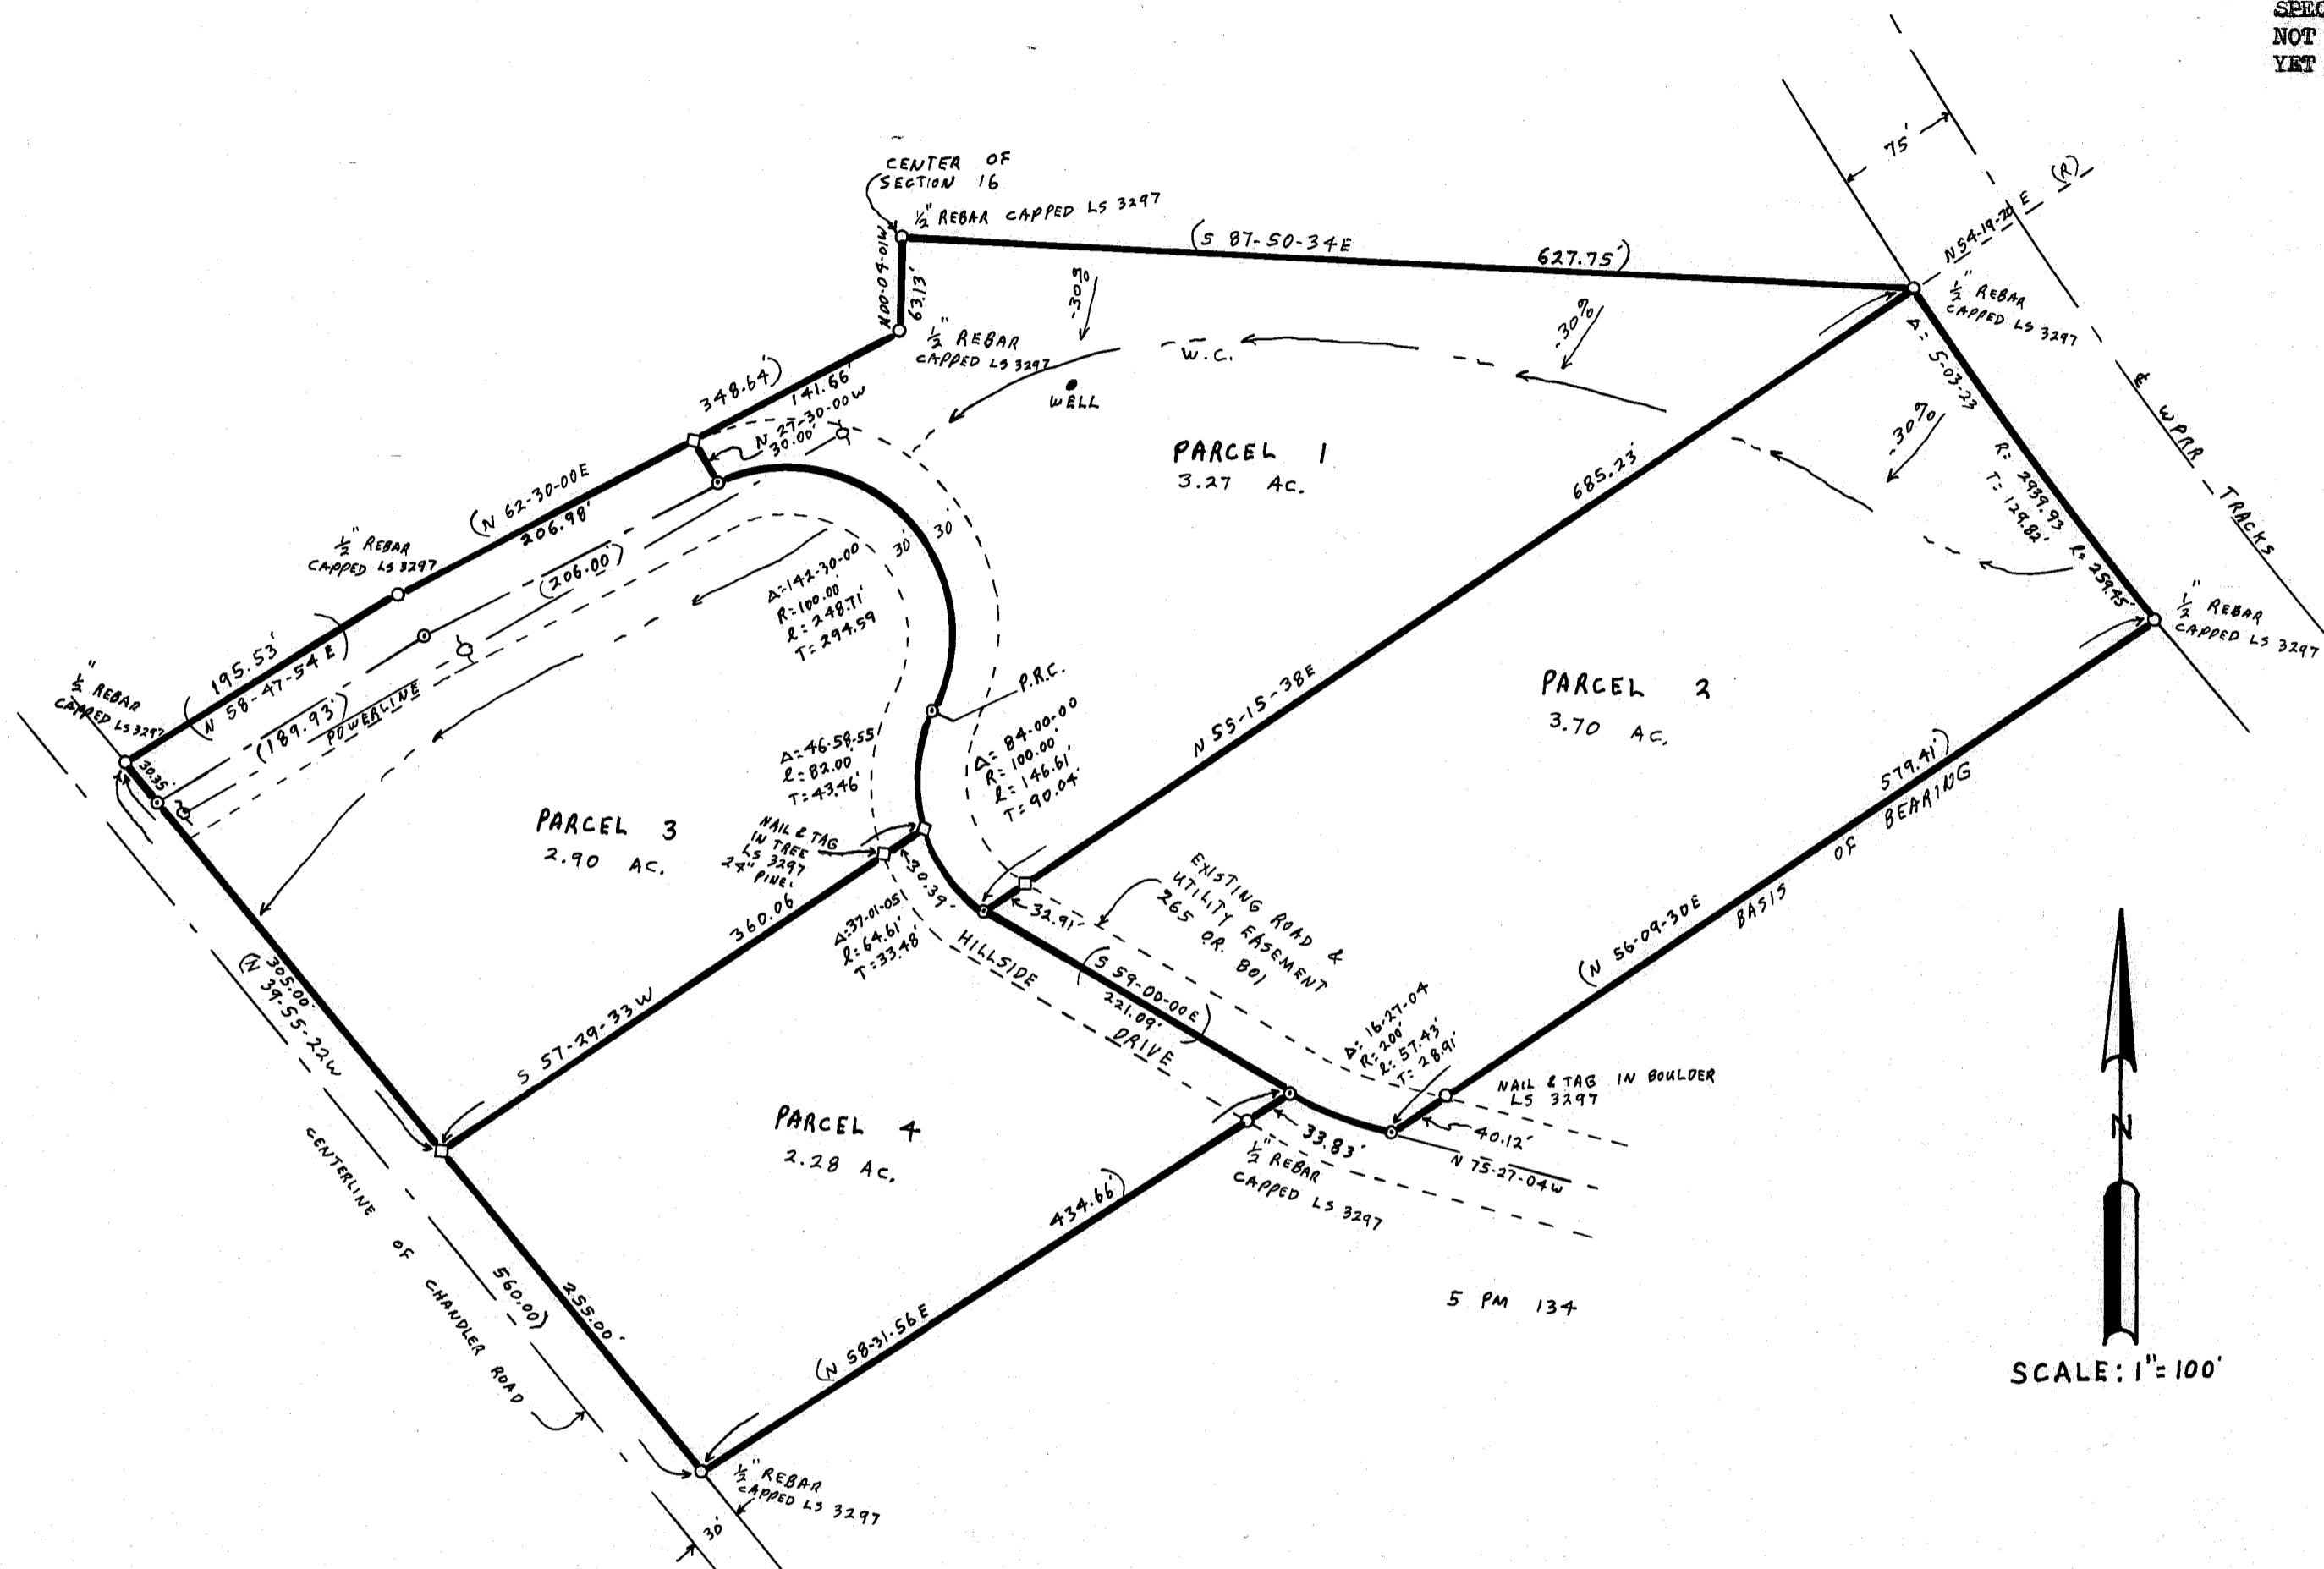 SPEC
NOT
YET
75'
N 54-19-20 E (R)
CENTER OF
SECTION 16
1/2" REBAR CAPPED LS 3297
(S 87-50-34E
627.75')
N00-04-01W
63.13'
1/2" REBAR
CAPPED LS 3297
-30%
-30%
-30%
W.C.
WELL
1/2" REBAR
CAPPED LS 3297
Δ= 5-03-23
R= 2939.93
T= 129.82'
ℓ= 259.45'
℄ WPRR TRACKS
1/2" REBAR
CAPPED LS 3297
348.64')
141.66'
N 27-30-00W
30.00'
(N 62-30-00E
206.98'
(206.00')
1/2" REBAR
CAPPED LS 3297
195.53'
(N 58-47-54E)
(189.93')
POWERLINE
1/2" REBAR
CAPPED LS 3297
30.35'
PARCEL 1
3.27 AC.
30'
30'
Δ=142-30-00
R=100.00'
ℓ=248.71'
T=294.59
P.R.C.
Δ=46-58-55
ℓ=82.00'
T=43.46'
Δ= 84-00-00
R= 100.00'
ℓ= 146.61'
T= 90.04'
685.23'
N 55-15-38E
PARCEL 2
3.70 AC.
579.41')
(N 56-09-30E
BASIS OF BEARING
PARCEL 3
2.90 AC.
NAIL & TAG
IN TREE
LS 3297
24" PINE.
30.39'
Δ=37-01-05
ℓ=64.61'
T=33.48'
32.91'
360.06
S 57-29-33W
HILLSIDE DRIVE
(S 59-00-00E)
221.09'
EXISTING ROAD &
UTILITY EASEMENT
265 OR. 801
Δ= 16-27-04
R= 200'
ℓ= 57.43'
T= 28.91'
NAIL & TAG IN BOULDER
LS 3297
40.12'
N 75-27-04W
33.83'
1/2" REBAR
CAPPED LS 3297
305.00'
(N 39-55-22W
560.00)
255.00'
CENTERLINE OF CHANDLER ROAD
PARCEL 4
2.28 AC.
434.66')
(N 58-31-56E
1/2" REBAR
CAPPED LS 3297
30'
5 PM 134
N
SCALE: 1"=100'